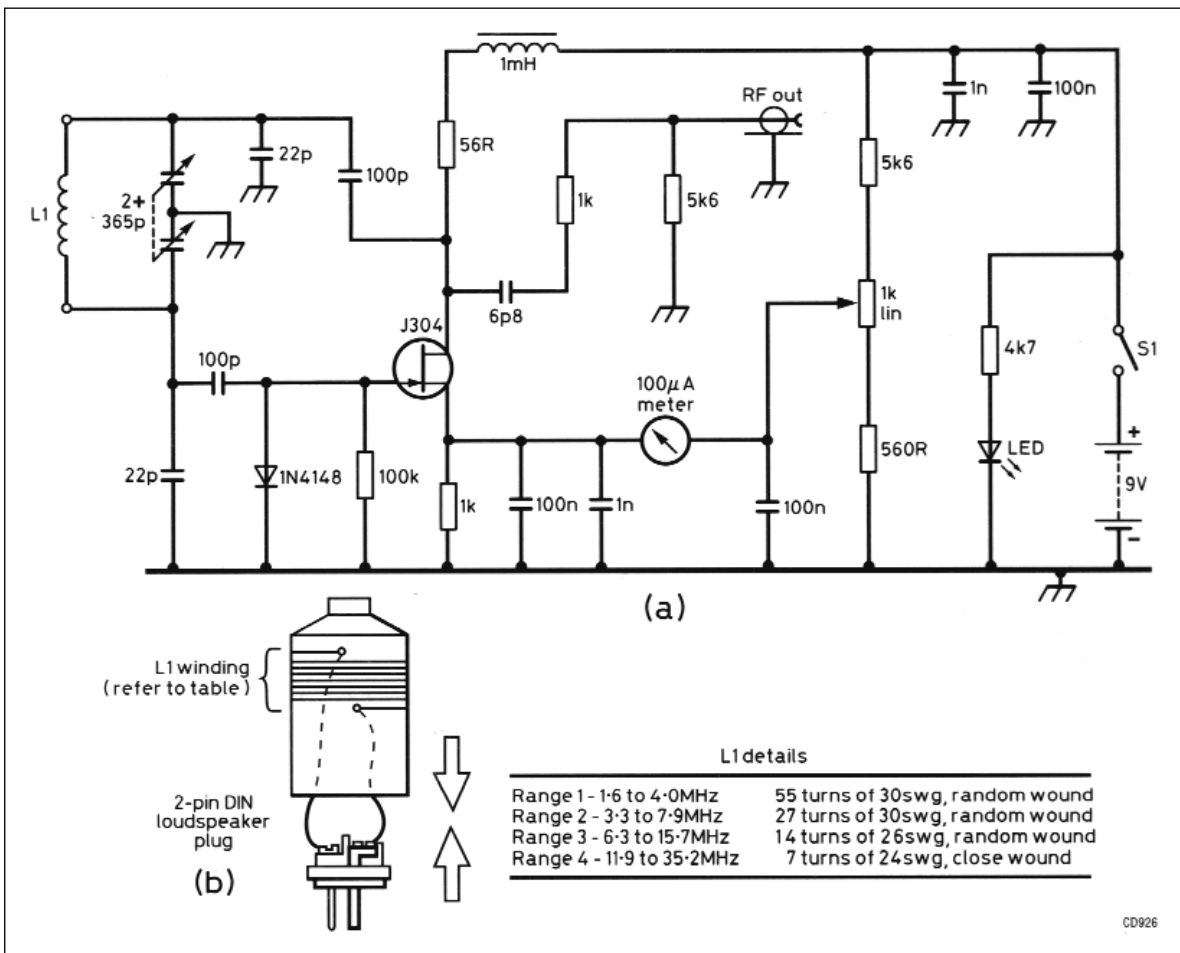 1mH
RF out
1n
100n
56R
22p
100p
1k
5k6
5k6
L1
2+
365p
6p8
1k
lin
J304
4k7
S1
100p
100µA
meter
+
22p
1N4148
100k
1k
100n
1n
100n
560R
LED
9V
−
(a)
L1 winding
(refer to table)
2-pin DIN
loudspeaker
plug
(b)
L1 details
Range 1 - 1·6 to 4·0MHz 55 turns of 30swg, random wound
Range 2 - 3·3 to 7·9MHz 27 turns of 30swg, random wound
Range 3 - 6·3 to 15·7MHz 14 turns of 26swg, random wound
Range 4 - 11·9 to 35·2MHz 7 turns of 24swg, close wound
CD926